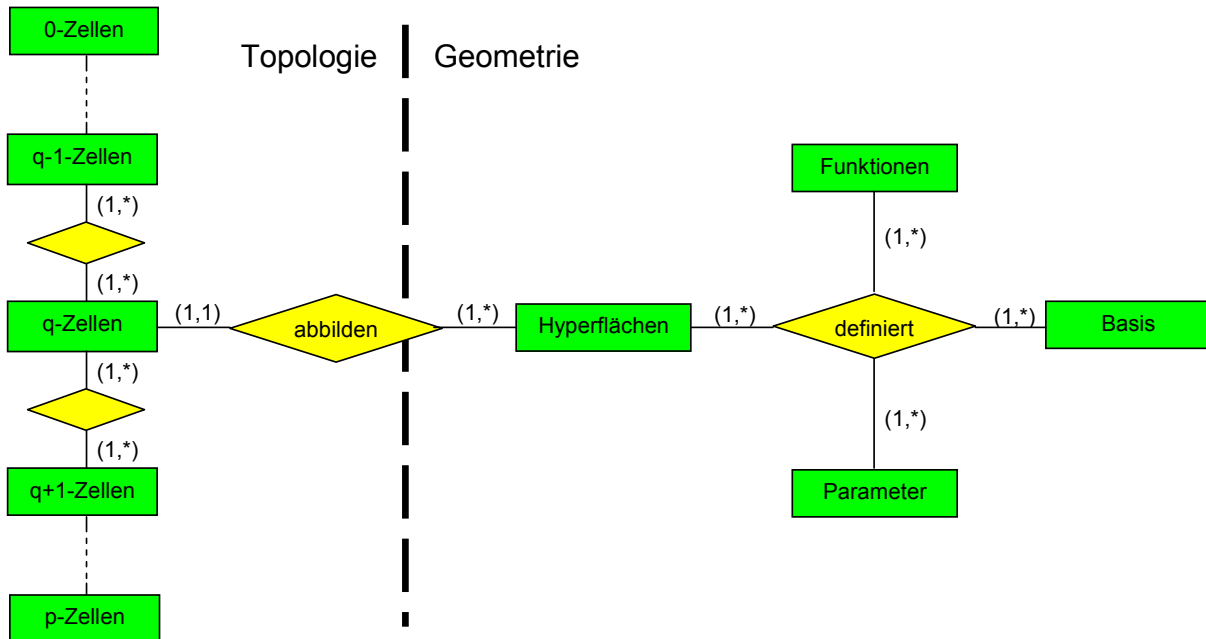 0-Zellen
Topologie
Geometrie
q-1-Zellen
Funktionen
(1,*)
(1,*)
(1,*)
q-Zellen
(1,1)
abbilden
(1,*)
Hyperflächen
(1,*)
definiert
(1,*)
Basis
(1,*)
(1,*)
(1,*)
q+1-Zellen
Parameter
p-Zellen